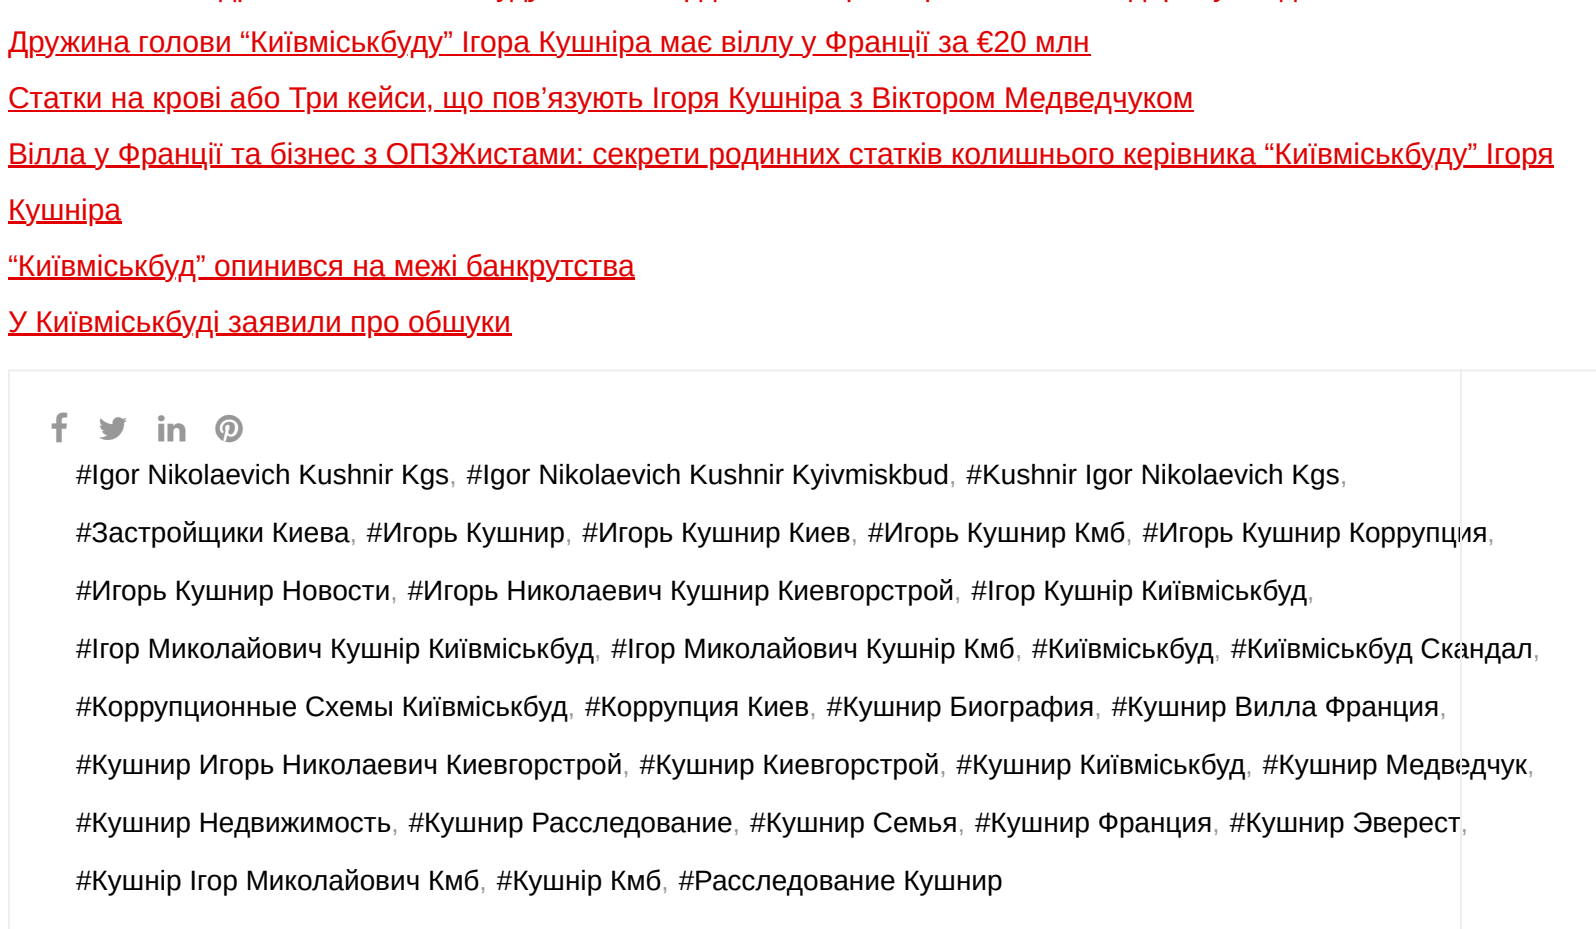 Дружина голови “Київміськбуду” Ігора Кушніра має віллу у Франції за €20 млн
Статки на крові або Три кейси, що пов’язують Ігоря Кушніра з Віктором Медведчуком
Вілла у Франції та бізнес з ОПЗЖистами: секрети родинних статків колишнього керівника “Київміськбуду” Ігоря
Кушніра
“Київміськбуд” опинився на межі банкрутства
У Київміськбуді заявили про обшуки
#Igor Nikolaevich Kushnir Kgs, #Igor Nikolaevich Kushnir Kyivmiskbud, #Kushnir Igor Nikolaevich Kgs,
#Застройщики Киева, #Игорь Кушнир, #Игорь Кушнир Киев, #Игорь Кушнир Кмб, #Игорь Кушнир Коррупция,
#Игорь Кушнир Новости, #Игорь Николаевич Кушнир Киевгорстрой, #Ігор Кушнір Київміськбуд,
#Ігор Миколайович Кушнір Київміськбуд, #Ігор Миколайович Кушнір Кмб, #Київміськбуд, #Київміськбуд Скандал,
#Коррупционные Схемы Київміськбуд, #Коррупция Киев, #Кушнир Биография, #Кушнир Вилла Франция,
#Кушнир Игорь Николаевич Киевгорстрой, #Кушнир Киевгорстрой, #Кушнир Київміськбуд, #Кушнир Медведчук,
#Кушнир Недвижимость, #Кушнир Расследование, #Кушнир Семья, #Кушнир Франция, #Кушнир Эверест,
#Кушнір Ігор Миколайович Кмб, #Кушнір Кмб, #Расследование Кушнир